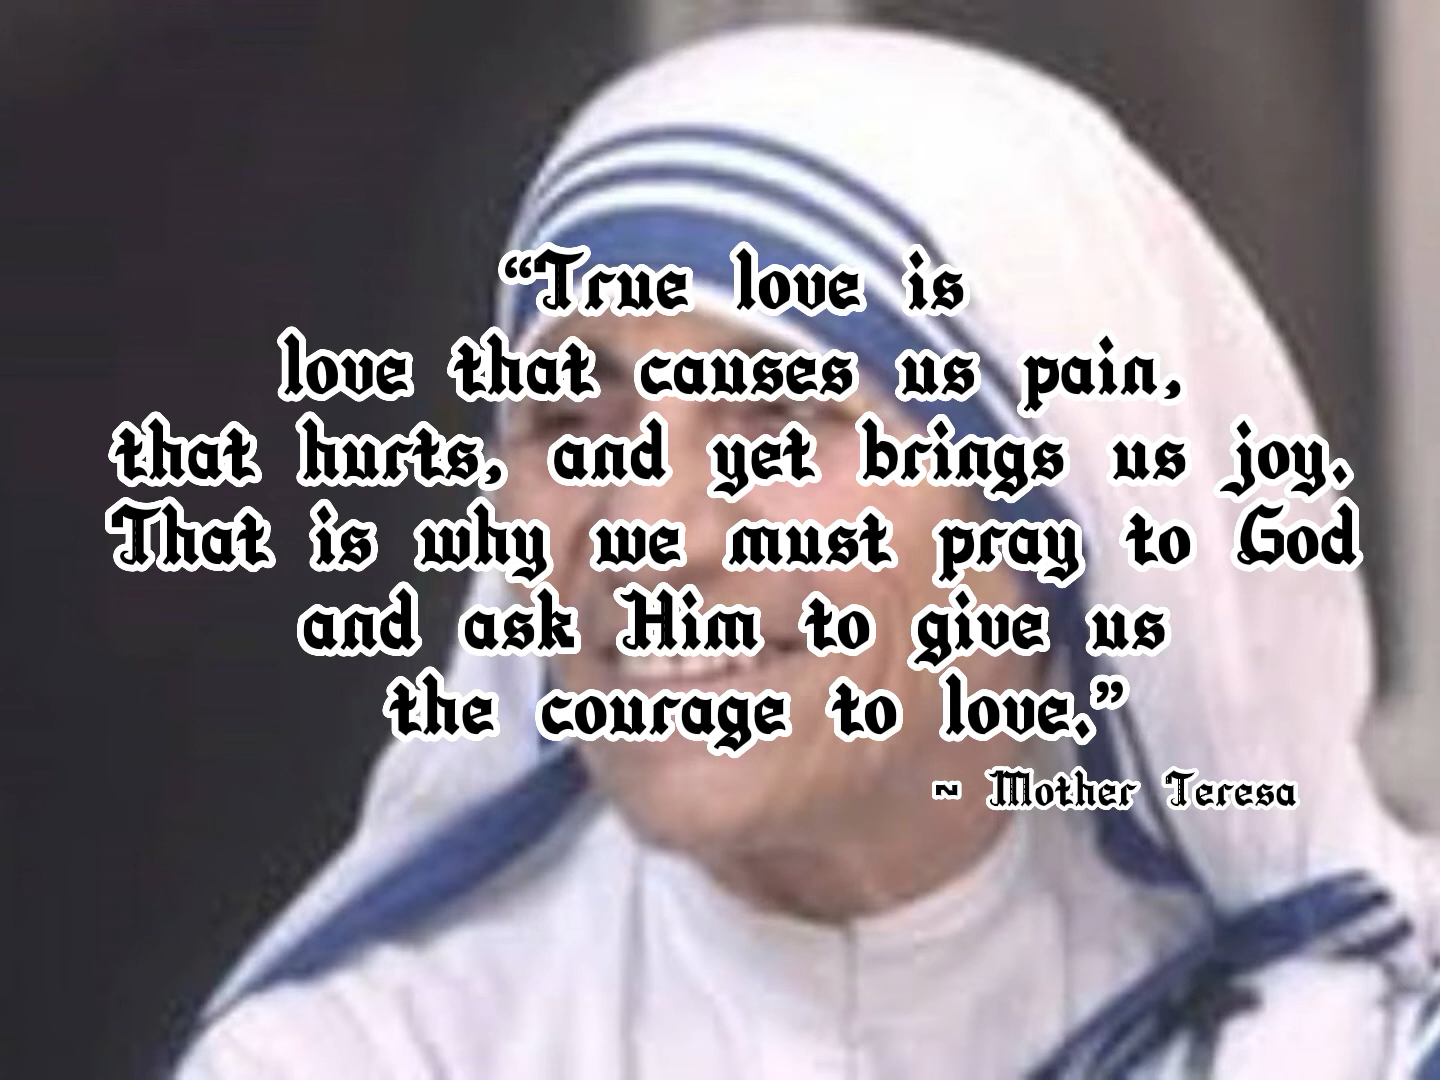 “True love is
love that causes us pain,
that hurts, and yet brings us joy.
That is why we must pray to God
and ask Him to give us
the courage to love.”
~ Mother Teresa